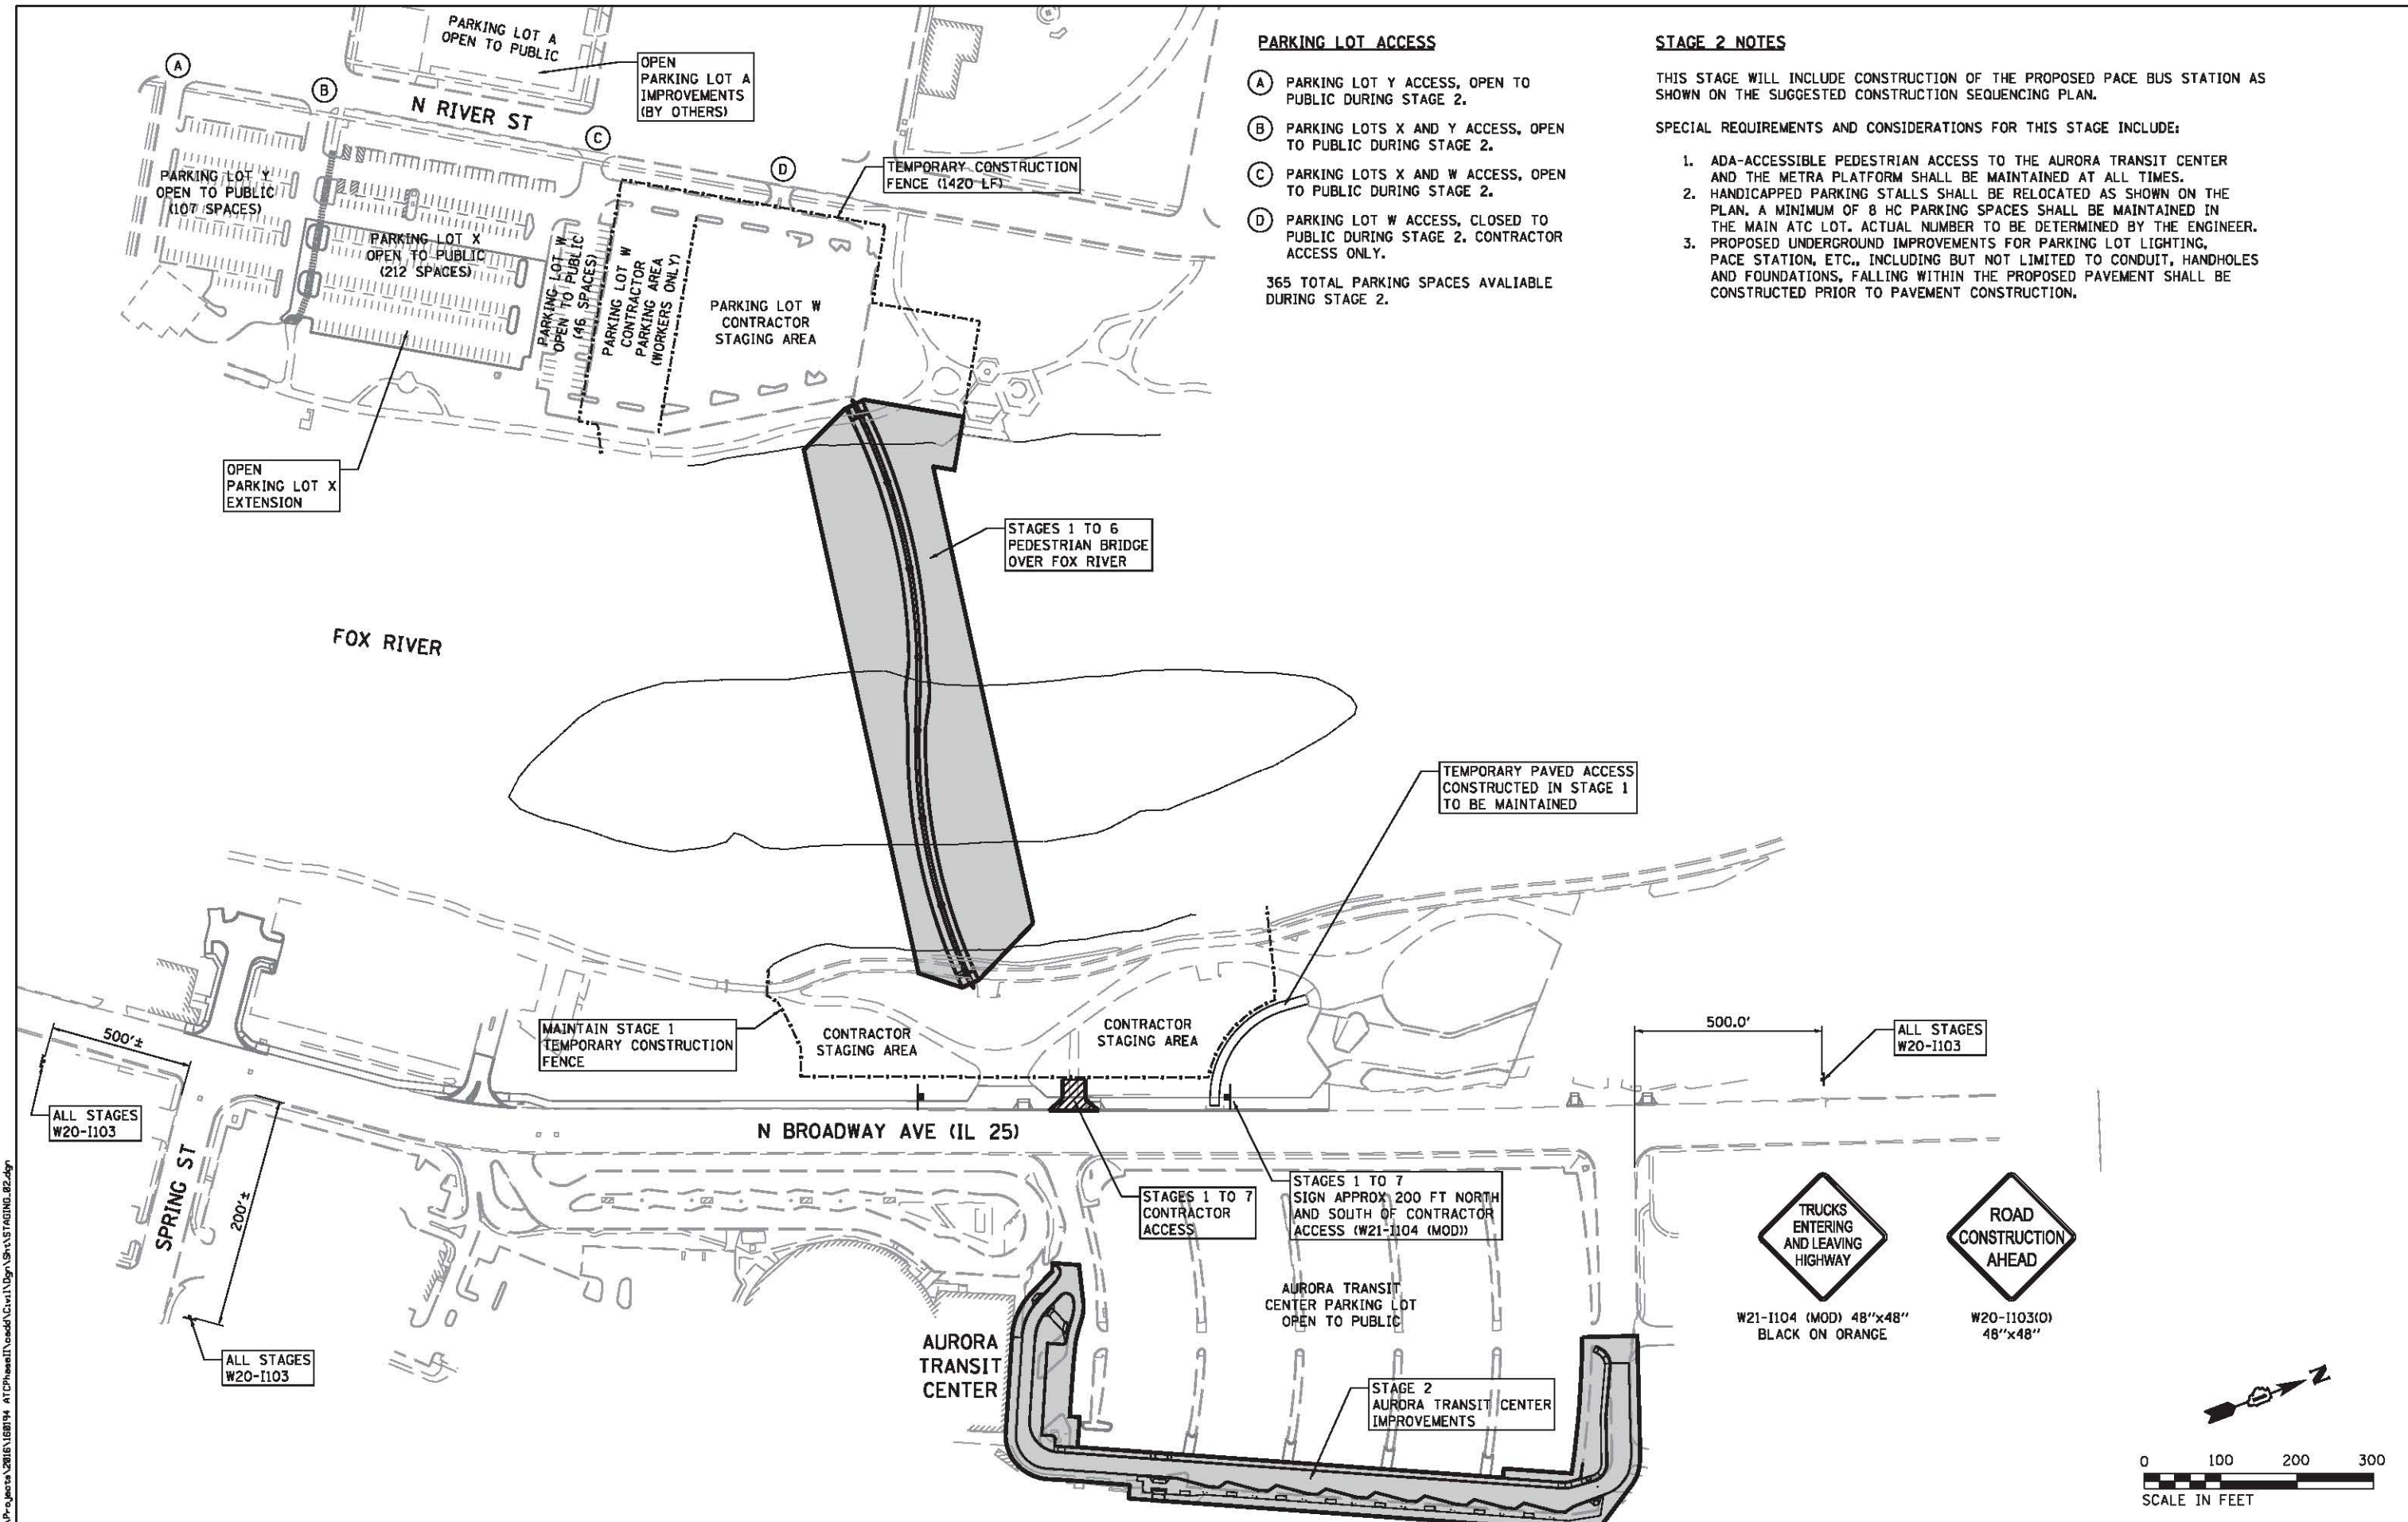 PARKING LOT A
OPEN TO PUBLIC
OPEN
PARKING LOT A
IMPROVEMENTS
(BY OTHERS)
A
B
N RIVER ST
C
D
TEMPORARY CONSTRUCTION
FENCE (1420 LF)
PARKING LOT Y
OPEN TO PUBLIC
(107 SPACES)
PARKING LOT X
OPEN TO PUBLIC
(212 SPACES)
PARKING LOT W
OPEN TO PUBLIC
(46 SPACES)
PARKING LOT W
CONTRACTOR
PARKING AREA
(WORKERS ONLY)
PARKING LOT W
CONTRACTOR
STAGING AREA
OPEN
PARKING LOT X
EXTENSION
PARKING LOT ACCESS
A PARKING LOT Y ACCESS, OPEN TO
PUBLIC DURING STAGE 2.
B PARKING LOTS X AND Y ACCESS, OPEN
TO PUBLIC DURING STAGE 2.
C PARKING LOTS X AND W ACCESS, OPEN
TO PUBLIC DURING STAGE 2.
D PARKING LOT W ACCESS, CLOSED TO
PUBLIC DURING STAGE 2. CONTRACTOR
ACCESS ONLY.
365 TOTAL PARKING SPACES AVALIABLE
DURING STAGE 2.
STAGE 2 NOTES
THIS STAGE WILL INCLUDE CONSTRUCTION OF THE PROPOSED PACE BUS STATION AS
SHOWN ON THE SUGGESTED CONSTRUCTION SEQUENCING PLAN.
SPECIAL REQUIREMENTS AND CONSIDERATIONS FOR THIS STAGE INCLUDE:
1. ADA-ACCESSIBLE PEDESTRIAN ACCESS TO THE AURORA TRANSIT CENTER
AND THE METRA PLATFORM SHALL BE MAINTAINED AT ALL TIMES.
2. HANDICAPPED PARKING STALLS SHALL BE RELOCATED AS SHOWN ON THE
PLAN. A MINIMUM OF 8 HC PARKING SPACES SHALL BE MAINTAINED IN
THE MAIN ATC LOT. ACTUAL NUMBER TO BE DETERMINED BY THE ENGINEER.
3. PROPOSED UNDERGROUND IMPROVEMENTS FOR PARKING LOT LIGHTING,
PACE STATION, ETC., INCLUDING BUT NOT LIMITED TO CONDUIT, HANDHOLES
AND FOUNDATIONS, FALLING WITHIN THE PROPOSED PAVEMENT SHALL BE
CONSTRUCTED PRIOR TO PAVEMENT CONSTRUCTION.
STAGES 1 TO 6
PEDESTRIAN BRIDGE
OVER FOX RIVER
FOX RIVER
TEMPORARY PAVED ACCESS
CONSTRUCTED IN STAGE 1
TO BE MAINTAINED
MAINTAIN STAGE 1
TEMPORARY CONSTRUCTION
FENCE
CONTRACTOR
STAGING AREA
CONTRACTOR
STAGING AREA
500'±
500.0'
ALL STAGES
W20-I103
ALL STAGES
W20-I103
N BROADWAY AVE (IL 25)
SPRING ST
200'±
ALL STAGES
W20-I103
STAGES 1 TO 7
CONTRACTOR
ACCESS
STAGES 1 TO 7
SIGN APPROX 200 FT NORTH
AND SOUTH OF CONTRACTOR
ACCESS (W21-I104 (MOD))
AURORA TRANSIT
CENTER PARKING LOT
OPEN TO PUBLIC
AURORA
TRANSIT
CENTER
STAGE 2
AURORA TRANSIT CENTER
IMPROVEMENTS
TRUCKS
ENTERING
AND LEAVING
HIGHWAY
W21-I104 (MOD) 48"x48"
BLACK ON ORANGE
ROAD
CONSTRUCTION
AHEAD
W20-I103(O)
48"x48"
N
0 100 200 300
SCALE IN FEET
\Projects\2016\160194 ATCPhaseII\cadd\Civil\Dgn\Sht\STAGING_02.dgn